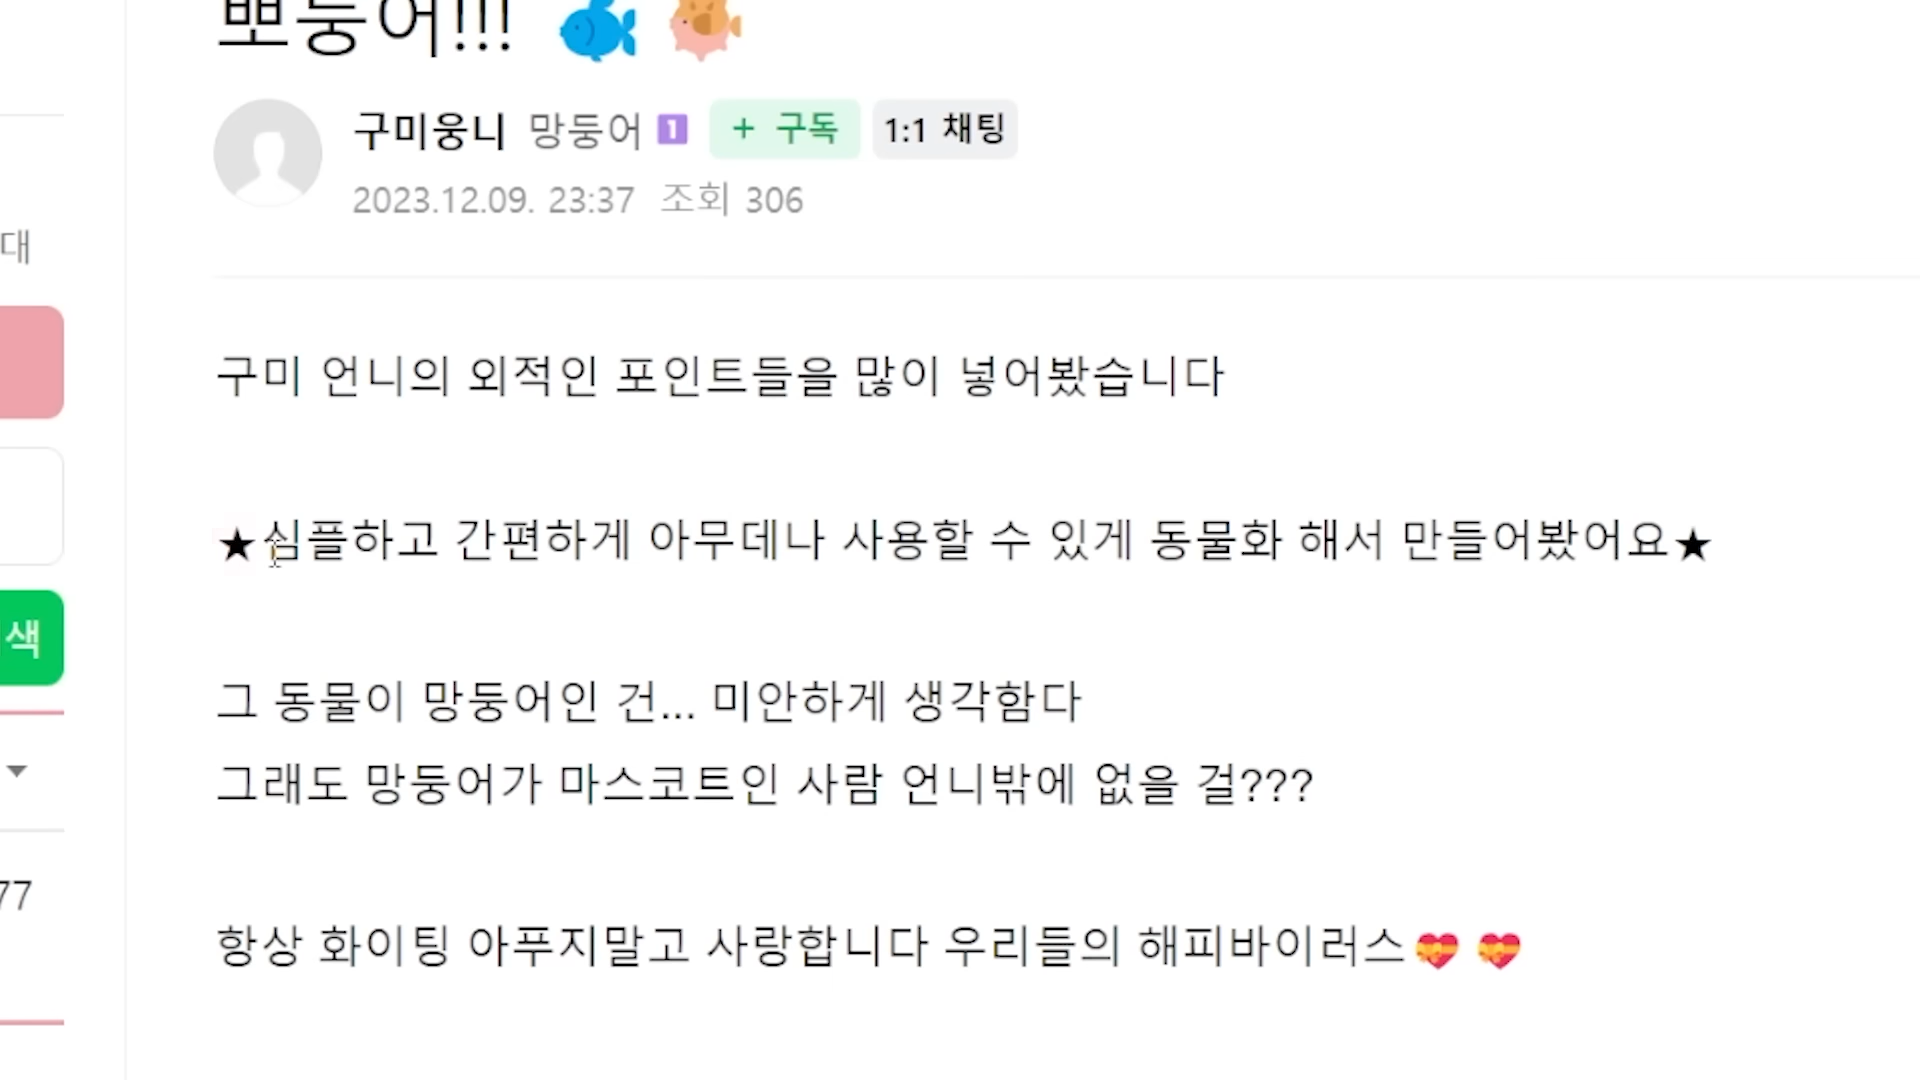 뽀둥어!!!
구미웅니 망둥어 1 + 구독 1:1 채팅
2023.12.09. 23:37 조회 306
대
구미 언니의 외적인 포인트들을 많이 넣어봤습니다
★심플하고 간편하게 아무데나 사용할 수 있게 동물화 해서 만들어봤어요★
색
그 동물이 망둥어인 건... 미안하게 생각함다
그래도 망둥어가 마스코트인 사람 언니밖에 없을 걸???
77
항상 화이팅 아푸지말고 사랑합니다 우리들의 해피바이러스💝 💝